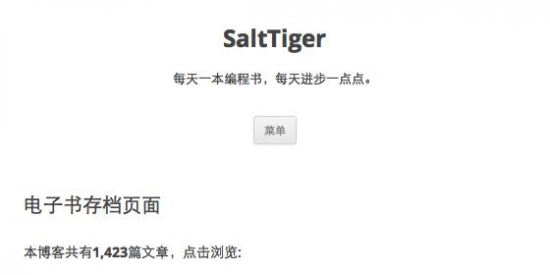 SaltTiger
每天一本编程书，每天进步一点点。
菜单
电子书存档页面
本博客共有1,423篇文章，点击浏览: